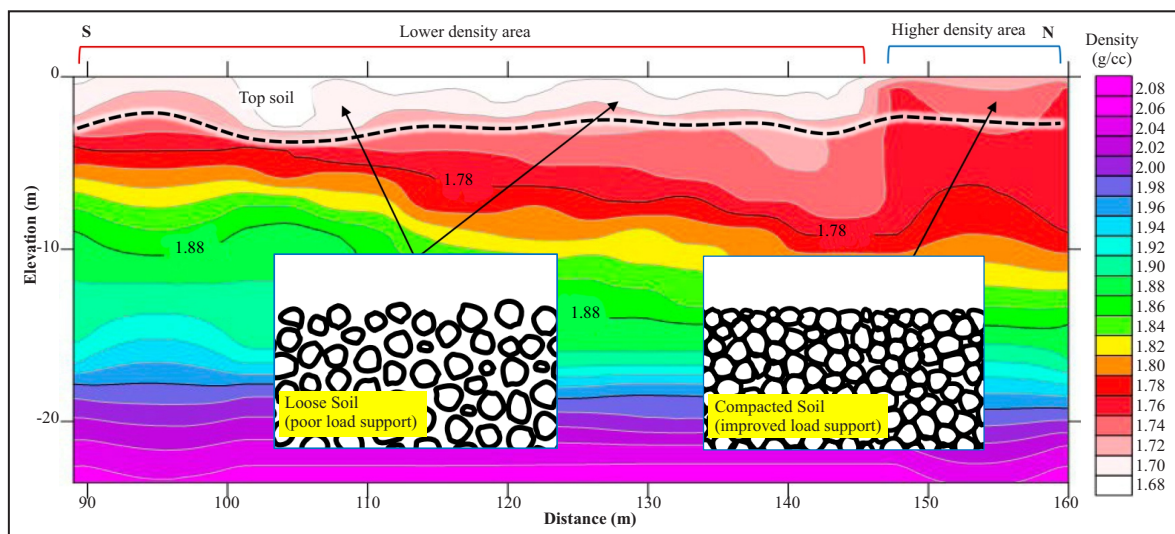 S
Lower density area
Higher density area
N
Density
(g/cc)
0
Top soil
2.08
2.06
2.04
2.02
2.00
1.98
1.96
1.94
1.92
1.90
1.88
1.86
1.84
1.82
1.80
1.78
1.76
1.74
1.72
1.70
1.68
1.78
1.78
Elevation (m)
-10
1.88
1.88
-20
Loose Soil
(poor load support)
Compacted Soil
(improved load support)
90
100
110
120
130
140
150
160
Distance (m)